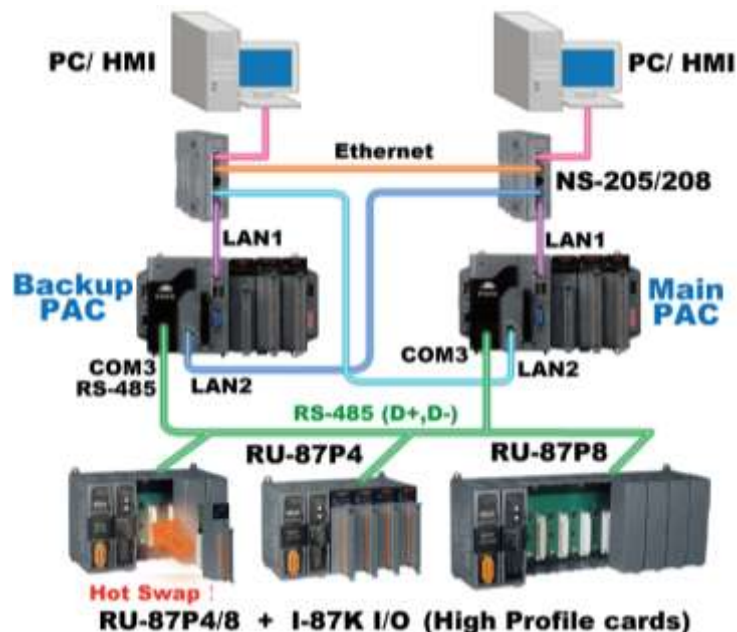 PC/ HMI
PC/ HMI
Ethernet
NS-205/208
LAN1
LAN1
Backup
PAC
Main
PAC
COM3
RS-485
LAN2
COM3
LAN2
RS-485 (D+,D-)
RU-87P4
RU-87P8
Hot Swap !
RU-87P4/8 + I-87K I/O (High Profile cards)